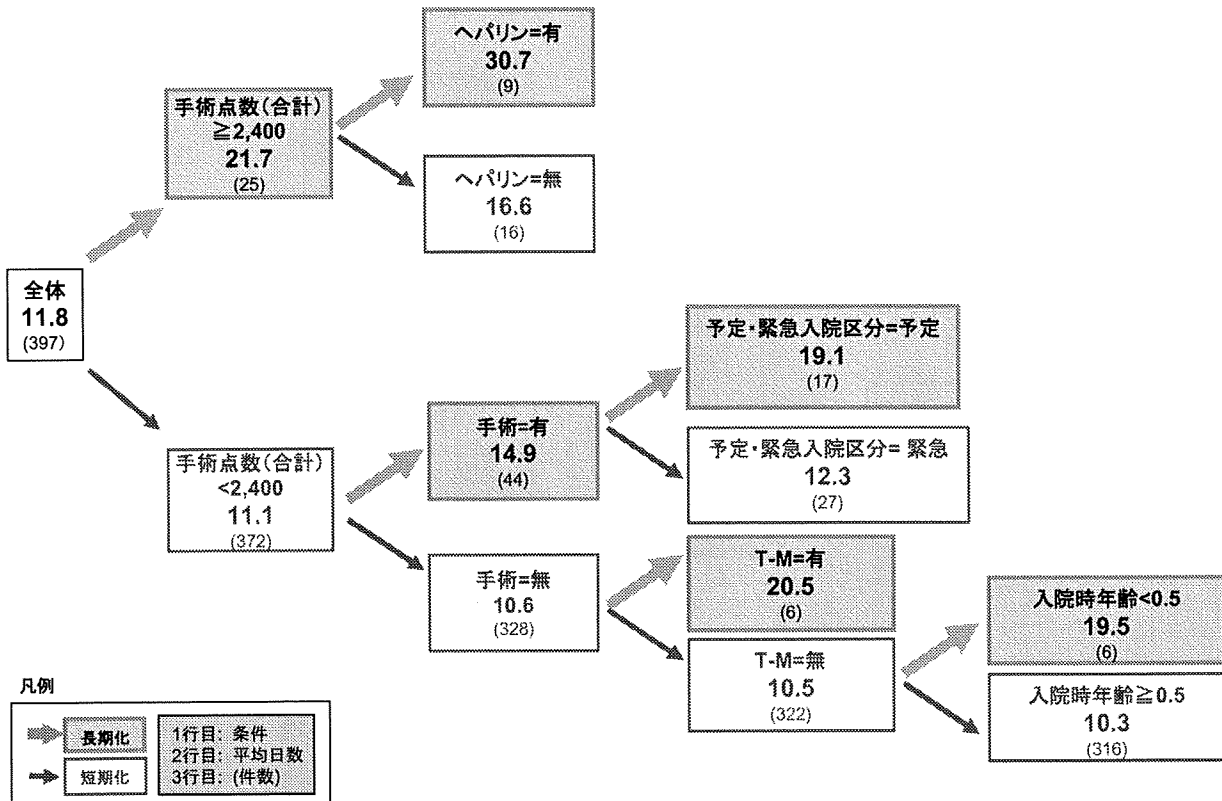 ヘパリン=有
30.7
(9)
手術点数(合計)
≧2,400
21.7
(25)
ヘパリン=無
16.6
(16)
全体
11.8
(397)
予定・緊急入院区分=予定
19.1
(17)
手術=有
14.9
(44)
予定・緊急入院区分= 緊急
12.3
(27)
手術点数(合計)
<2,400
11.1
(372)
手術=無
10.6
(328)
T-M=有
20.5
(6)
T-M=無
10.5
(322)
入院時年齢<0.5
19.5
(6)
入院時年齢≧0.5
10.3
(316)
凡例
長期化
短期化
1行目: 条件
2行目: 平均日数
3行目: (件数)